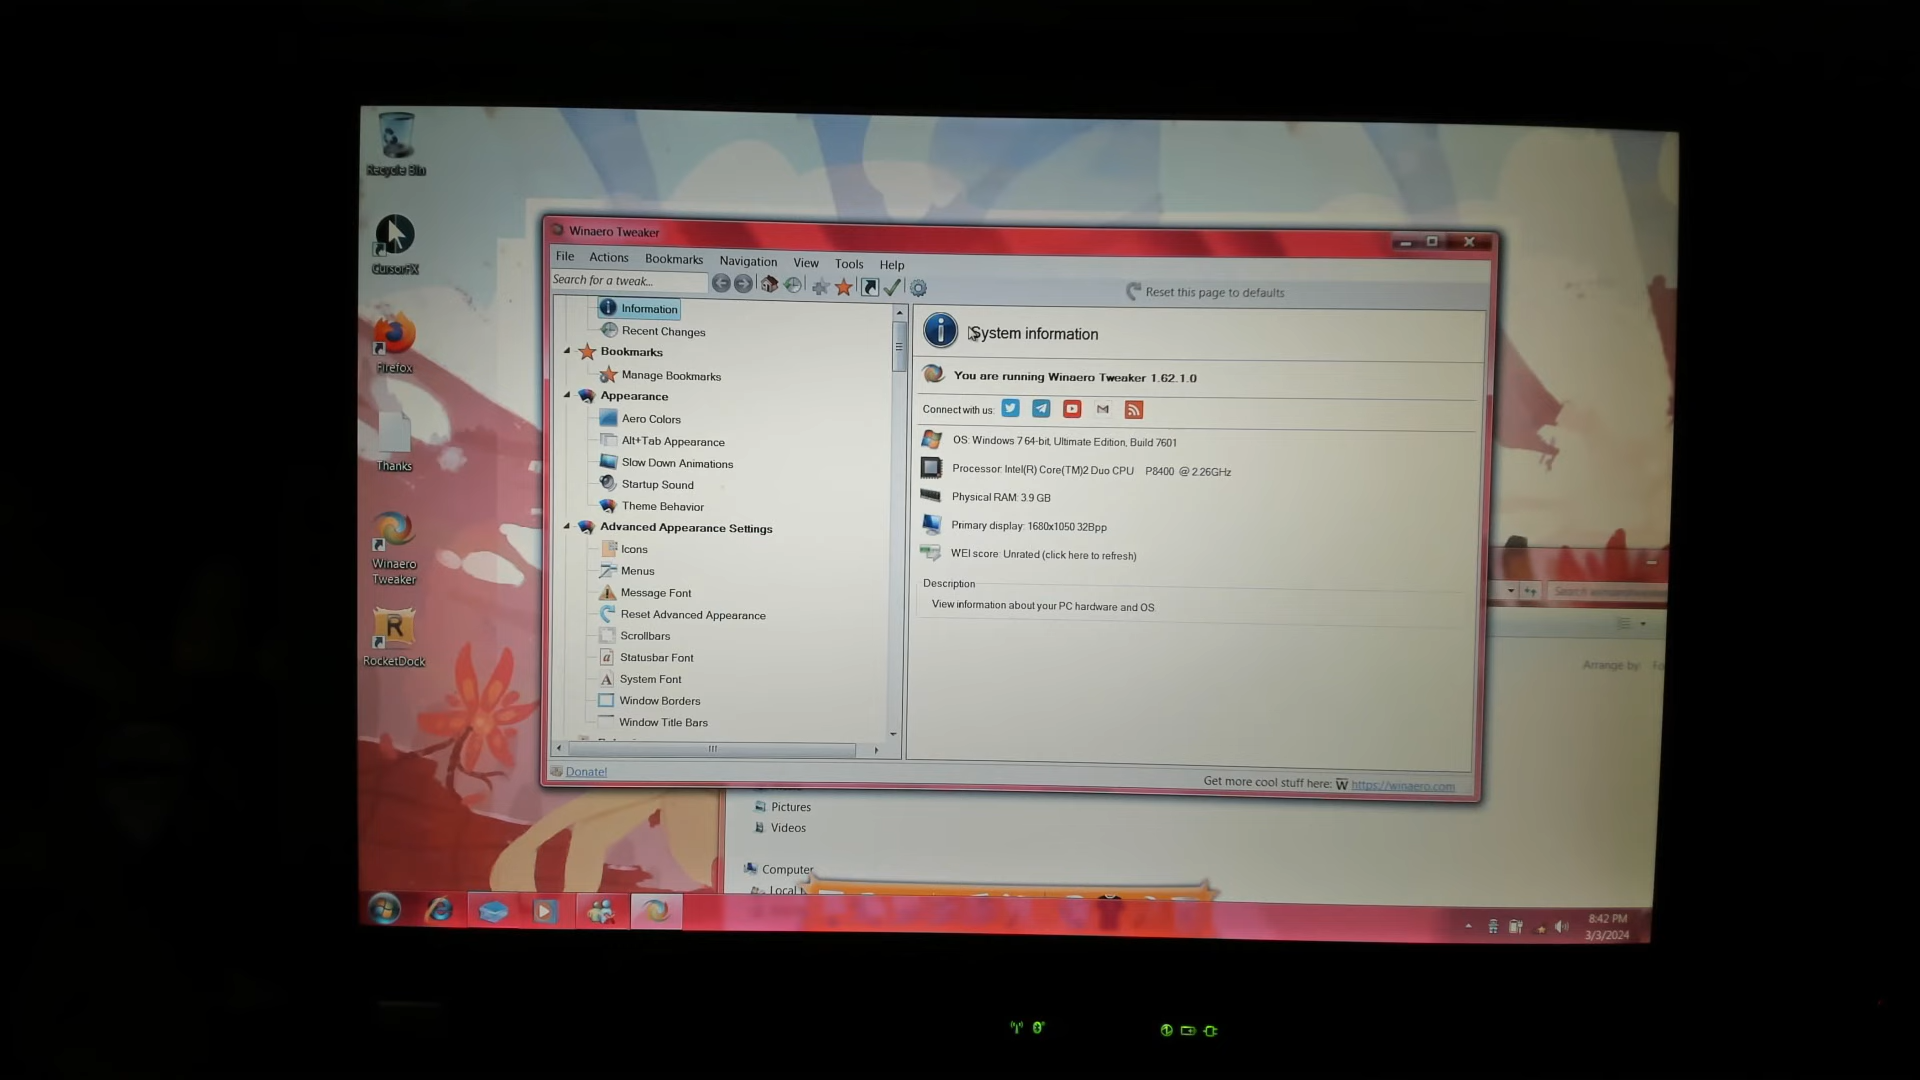 Recycle Bin
CursorFX
Firefox
Thanks
Winaero
Tweaker
RocketDock
Winaero Tweaker
File Actions Bookmarks Navigation View Tools Help
Search for a tweak...
Reset this page to defaults
Information
Recent Changes
Bookmarks
Manage Bookmarks
Appearance
Aero Colors
Alt+Tab Appearance
Slow Down Animations
Startup Sound
Theme Behavior
Advanced Appearance Settings
Icons
Menus
Message Font
Reset Advanced Appearance
Scrollbars
Statusbar Font
System Font
Window Borders
Window Title Bars
System information
You are running Winaero Tweaker 1.62.1.0
Connect with us:
OS: Windows 7 64-bit, Ultimate Edition, Build 7601
Processor: Intel(R) Core(TM)2 Duo CPU P8400 @ 2.26GHz
Physical RAM: 3.9 GB
Primary display: 1680x1050 32Bpp
WEI score: Unrated (click here to refresh)
Description
View information about your PC hardware and OS.
Donate!
Get more cool stuff here: W https://winaero.com
Search
Arrange by: Fo
Pictures
Videos
Computer
Local
8:42 PM
3/3/2024